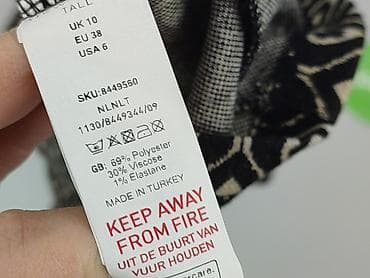 TALL
UK 10
EU 38
USA 6
SKU:8449550
NLNLT
1130/8449344/09
GB: 69% Polyester
30% Viscose
1% Elastane
MADE IN TURKEY
KEEP AWAY
FROM FIRE
UIT DE BUURT VAN
VUUR HOUDEN